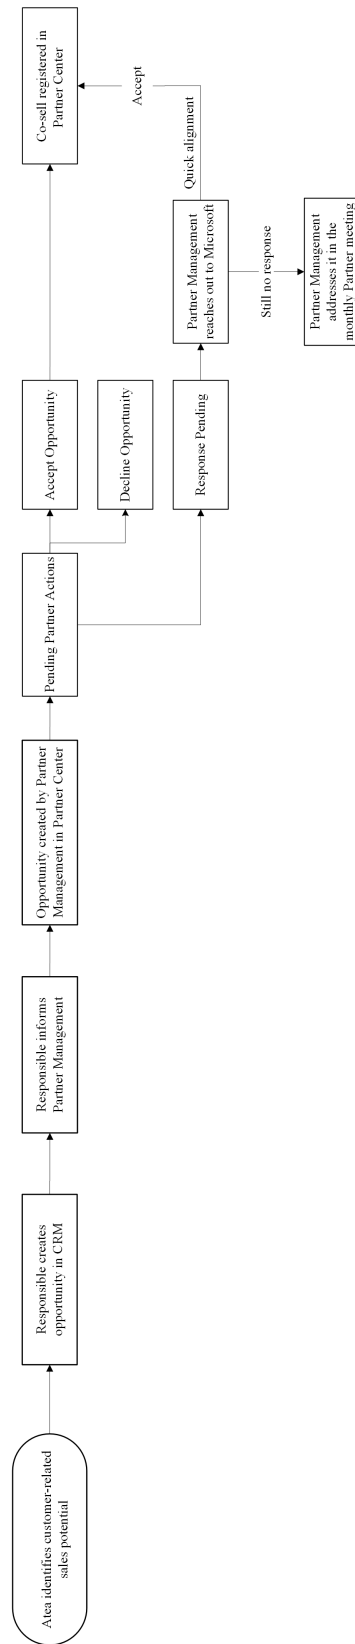 Atea identifies customer-related
sales potential
Responsible creates
opportunity in CRM
Responsible informs
Partner Management
Opportunity created by Partner
Management in Partner Center
Pending Partner Actions
Accept Opportunity
Decline Opportunity
Response Pending
Co-sell registered in
Partner Center
Partner Management
reaches out to Microsoft
Quick alignment
Accept
Still no response
Partner Management
addresses it in the
monthly Partner meeting